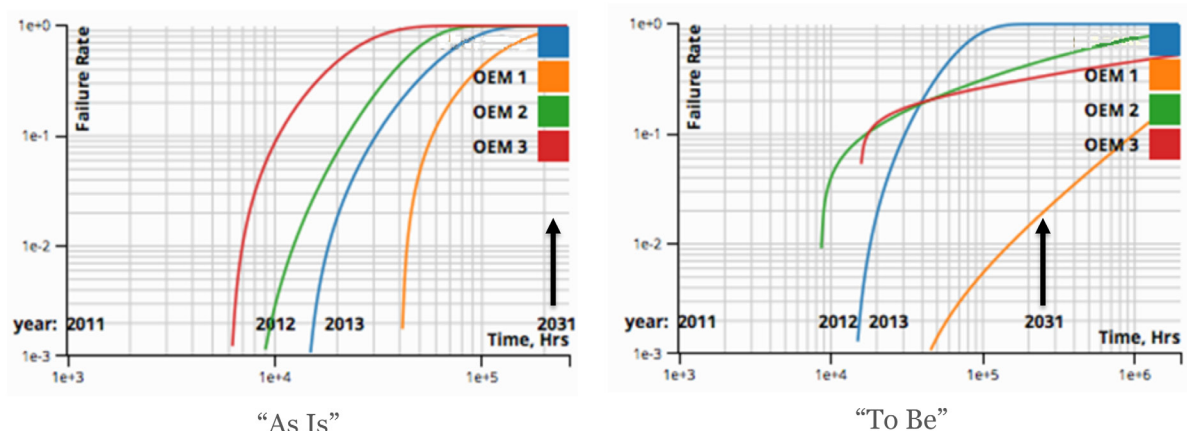 1e+0
Failure Rate
OEM 1
1e-1
OEM 2
OEM 3
1e-2
year: 2011 2012 2013 2031
Time, Hrs
1e-3
1e+3 1e+4 1e+5
“As Is”
1e+0
Failure Rate
OEM 1
OEM 2
1e-1
OEM 3
1e-2
year: 2011 2012 2013 2031
Time, Hrs
1e-3
1e+3 1e+4 1e+5 1e+6
“To Be”